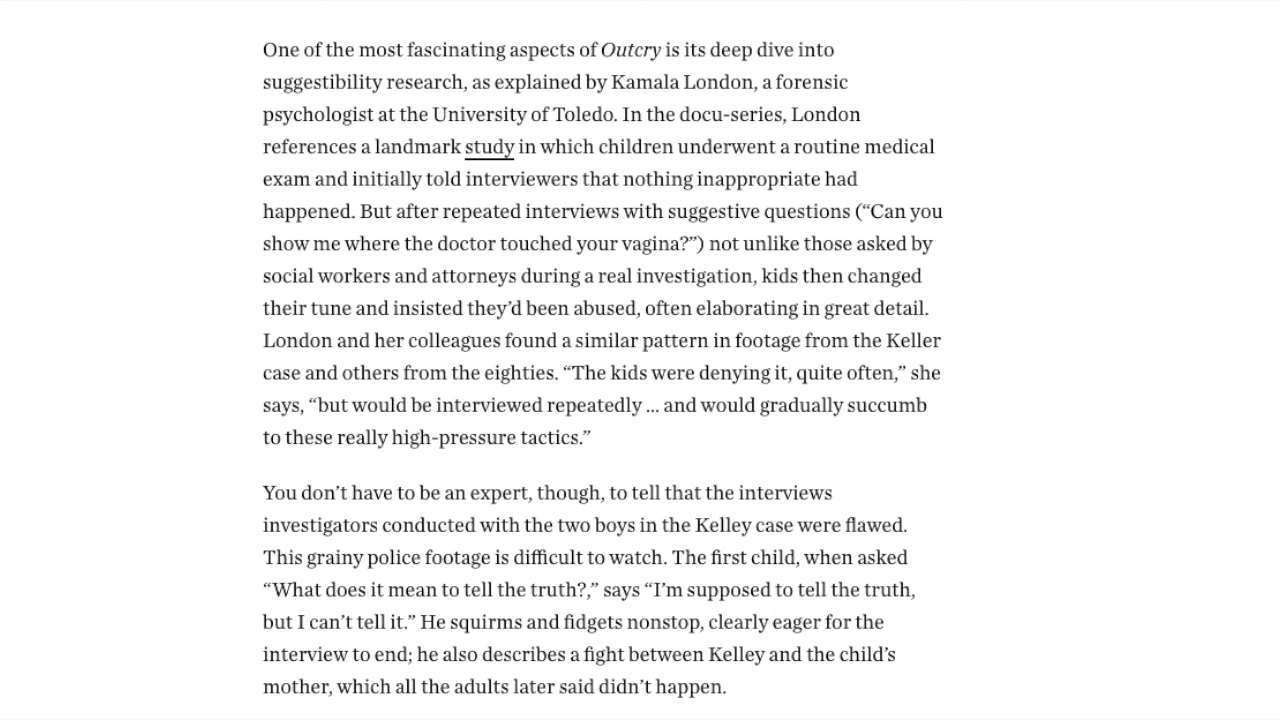 One of the most fascinating aspects of Outcry is its deep dive into
suggestibility research, as explained by Kamala London, a forensic
psychologist at the University of Toledo. In the docu-series, London
references a landmark study in which children underwent a routine medical
exam and initially told interviewers that nothing inappropriate had
happened. But after repeated interviews with suggestive questions (“Can you
show me where the doctor touched your vagina?”) not unlike those asked by
social workers and attorneys during a real investigation, kids then changed
their tune and insisted they’d been abused, often elaborating in great detail.
London and her colleagues found a similar pattern in footage from the Keller
case and others from the eighties. “The kids were denying it, quite often,” she
says, “but would be interviewed repeatedly ... and would gradually succumb
to these really high-pressure tactics.”
You don’t have to be an expert, though, to tell that the interviews
investigators conducted with the two boys in the Kelley case were flawed.
This grainy police footage is difficult to watch. The first child, when asked
“What does it mean to tell the truth?,” says “I’m supposed to tell the truth,
but I can’t tell it.” He squirms and fidgets nonstop, clearly eager for the
interview to end; he also describes a fight between Kelley and the child’s
mother, which all the adults later said didn’t happen.